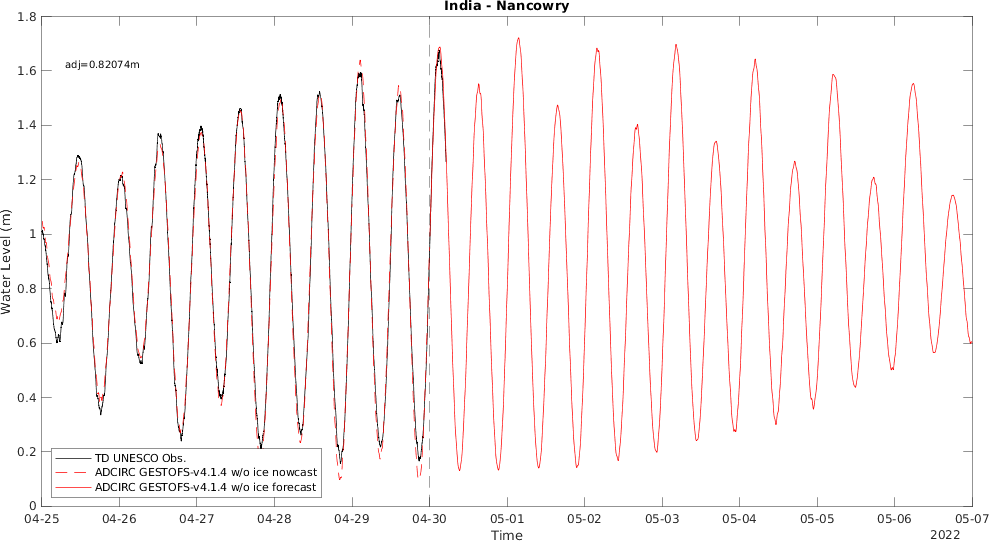 India - Nancowry
1.8
adj=0.82074m
1.6
1.4
1.2
1
0.8
0.6
0.4
0.2
0
Water Level (m)
TD UNESCO Obs.
ADCIRC GESTOFS-v4.1.4 w/o ice nowcast
ADCIRC GESTOFS-v4.1.4 w/o ice forecast
04-25 04-26 04-27 04-28 04-29 04-30 05-01 05-02 05-03 05-04 05-05 05-06 05-07
Time
2022